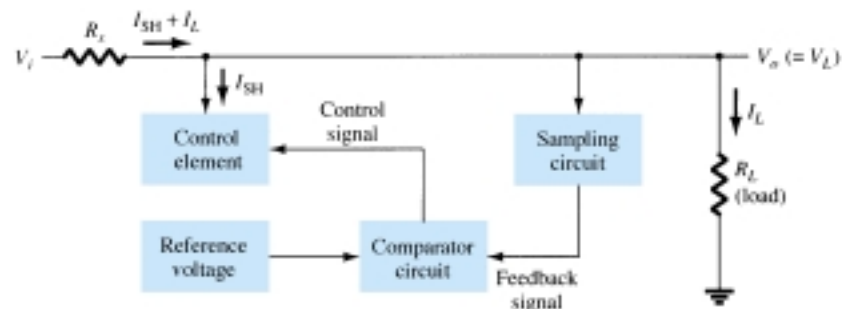 I_SH + I_L
R_s
V_i
V_o (= V_L)
I_SH
Control
signal
I_L
Control
element
Sampling
circuit
R_L
(load)
Reference
voltage
Comparator
circuit
Feedback
signal